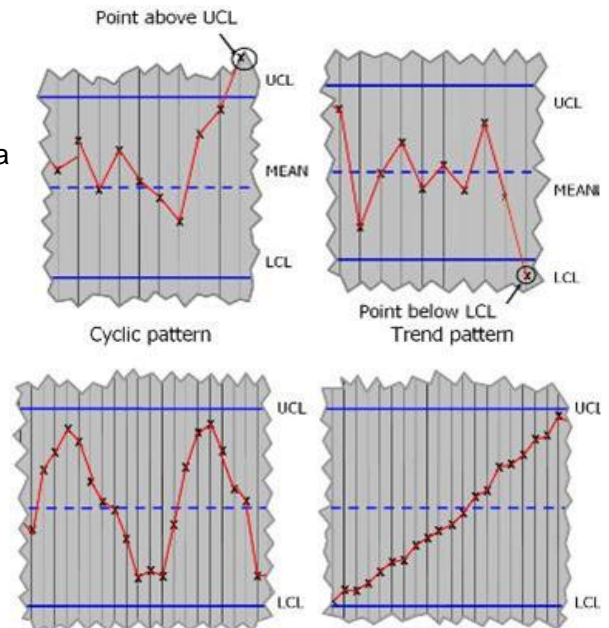 Point above UCL
UCL
a
MEAN
LCL
UCL
MEAN
LCL
Point below LCL
Cyclic pattern
Trend pattern
UCL
LCL
UCL
LCL